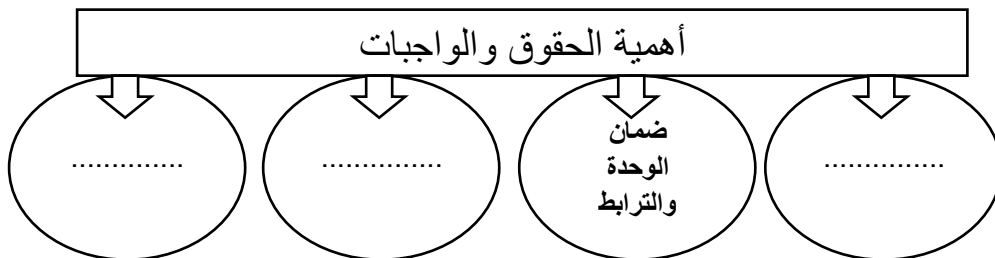 أهمية الحقوق والواجبات
...............
ضمان
الوحدة
والترابط
...............
..............